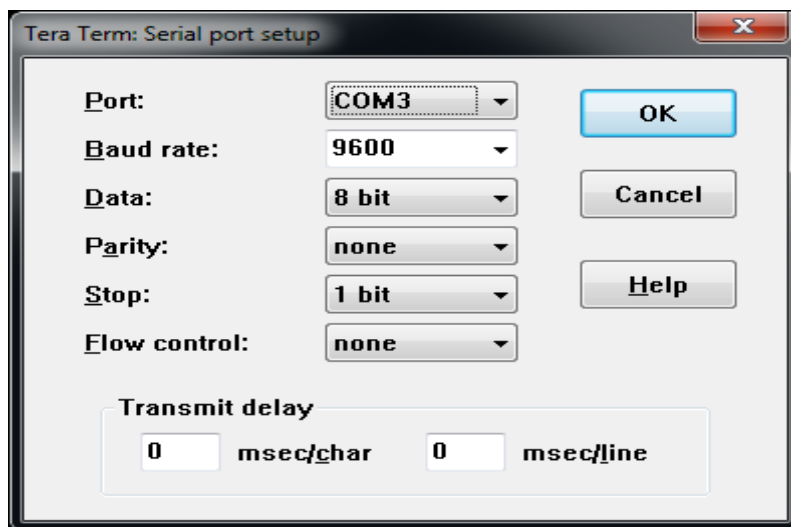 Tera Term: Serial port setup
Port: COM3
OK
Baud rate: 9600
Data: 8 bit
Cancel
Parity: none
Stop: 1 bit
Help
Flow control: none
Transmit delay
0 msec/char 0 msec/line